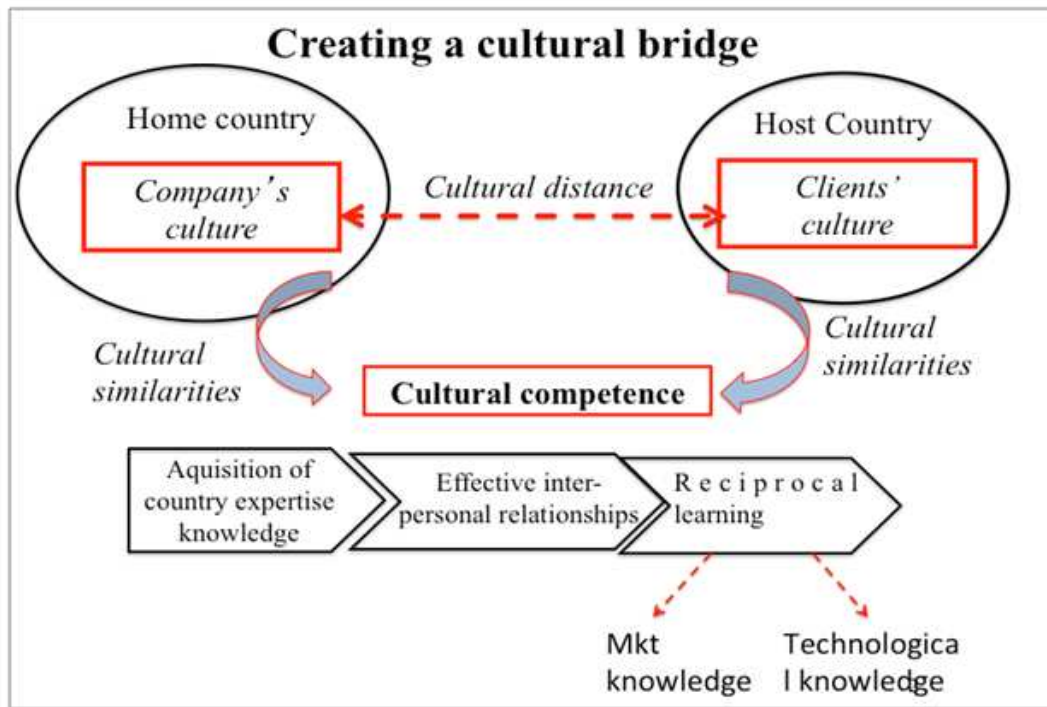 Creating a cultural bridge
Home country
Host Country
Company's
culture
Cultural distance
Clients'
culture
Cultural
similarities
Cultural
similarities
Cultural competence
Aquisition of
country expertise
knowledge
Effective inter-
personal relationships
R e c i p r o c a l
learning
Mkt
knowledge
Technologica
l knowledge